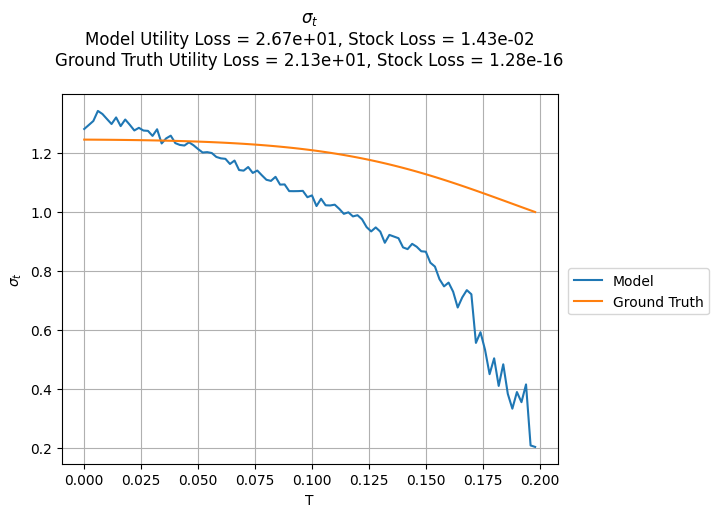 σt
Model Utility Loss = 2.67e+01, Stock Loss = 1.43e-02
Ground Truth Utility Loss = 2.13e+01, Stock Loss = 1.28e-16
1.2
1.0
0.8
0.6
0.4
0.2
σt
0.000 0.025 0.050 0.075 0.100 0.125 0.150 0.175 0.200
T
Model
Ground Truth